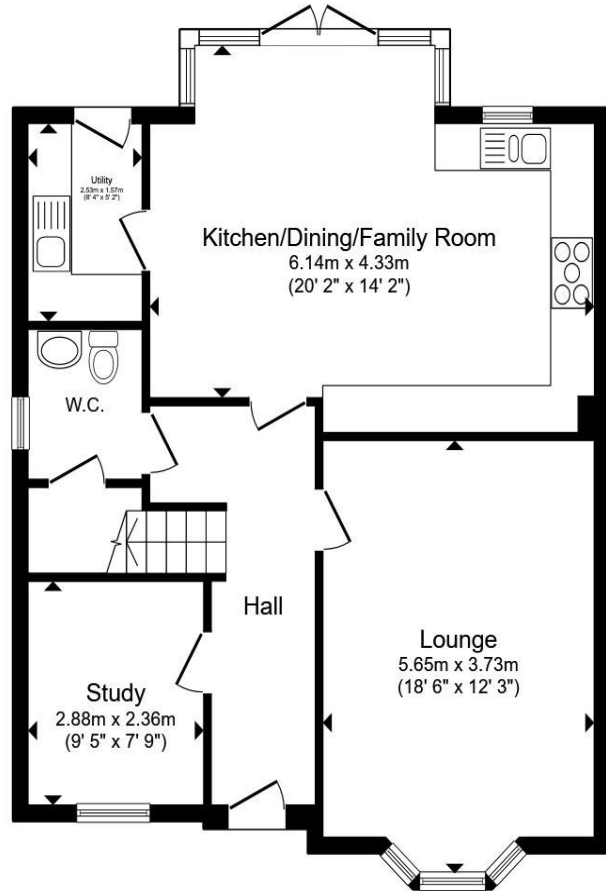 Utility
2.53m x 1.57m
(8' 4" x 5' 2")
Kitchen/Dining/Family Room
6.14m x 4.33m
(20' 2" x 14' 2")
W.C.
Hall
Lounge
5.65m x 3.73m
(18' 6" x 12' 3")
Study
2.88m x 2.36m
(9' 5" x 7' 9")